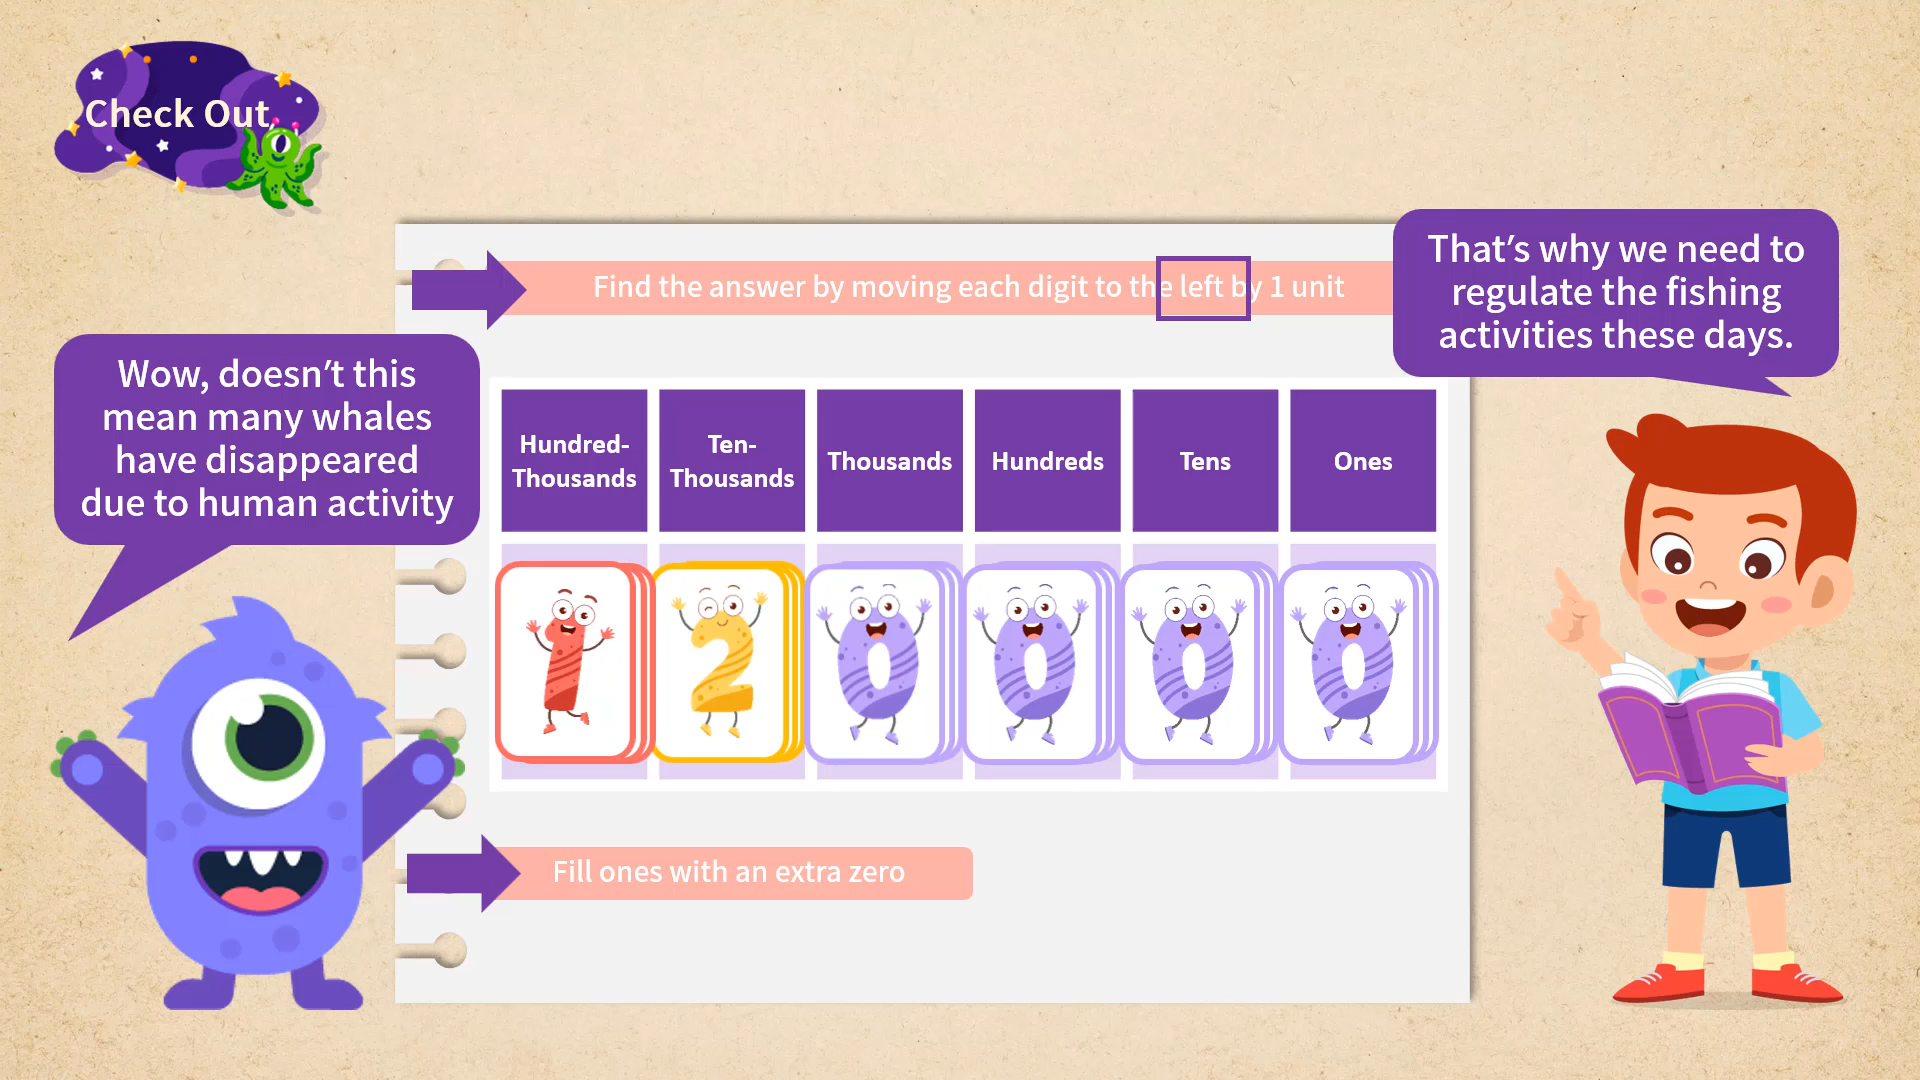 Check Out
Find the answer by moving each digit to the left by 1 unit
That's why we need to
regulate the fishing
activities these days.
Wow, doesn't this
mean many whales
have disappeared
due to human activity
Hundred-
Thousands
Ten-
Thousands
Thousands
Hundreds
Tens
Ones
1 2 0 0 0 0
Fill ones with an extra zero